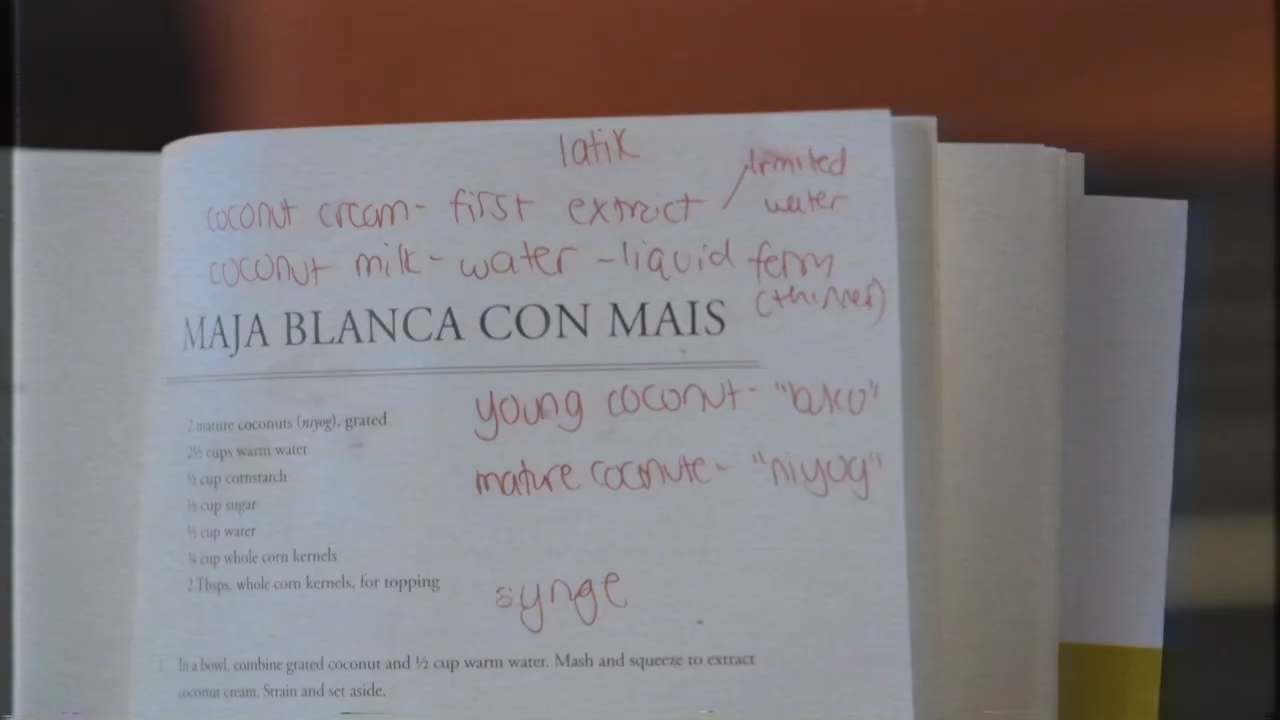 latik
limited
coconut cream - first extract /
water
coconut milk - water - liquid form
(thinner)
MAJA BLANCA CON MAIS
young coconut - "buko"
2 mature coconuts (niyog), grated
2½ cups warm water
mature coconute - "niyog"
½ cup cornstarch
½ cup sugar
½ cup water
¾ cup whole corn kernels
2 Tbsps. whole corn kernels, for topping
synge
1. In a bowl, combine grated coconut and ½ cup warm water. Mash and squeeze to extract
coconut cream. Strain and set aside.